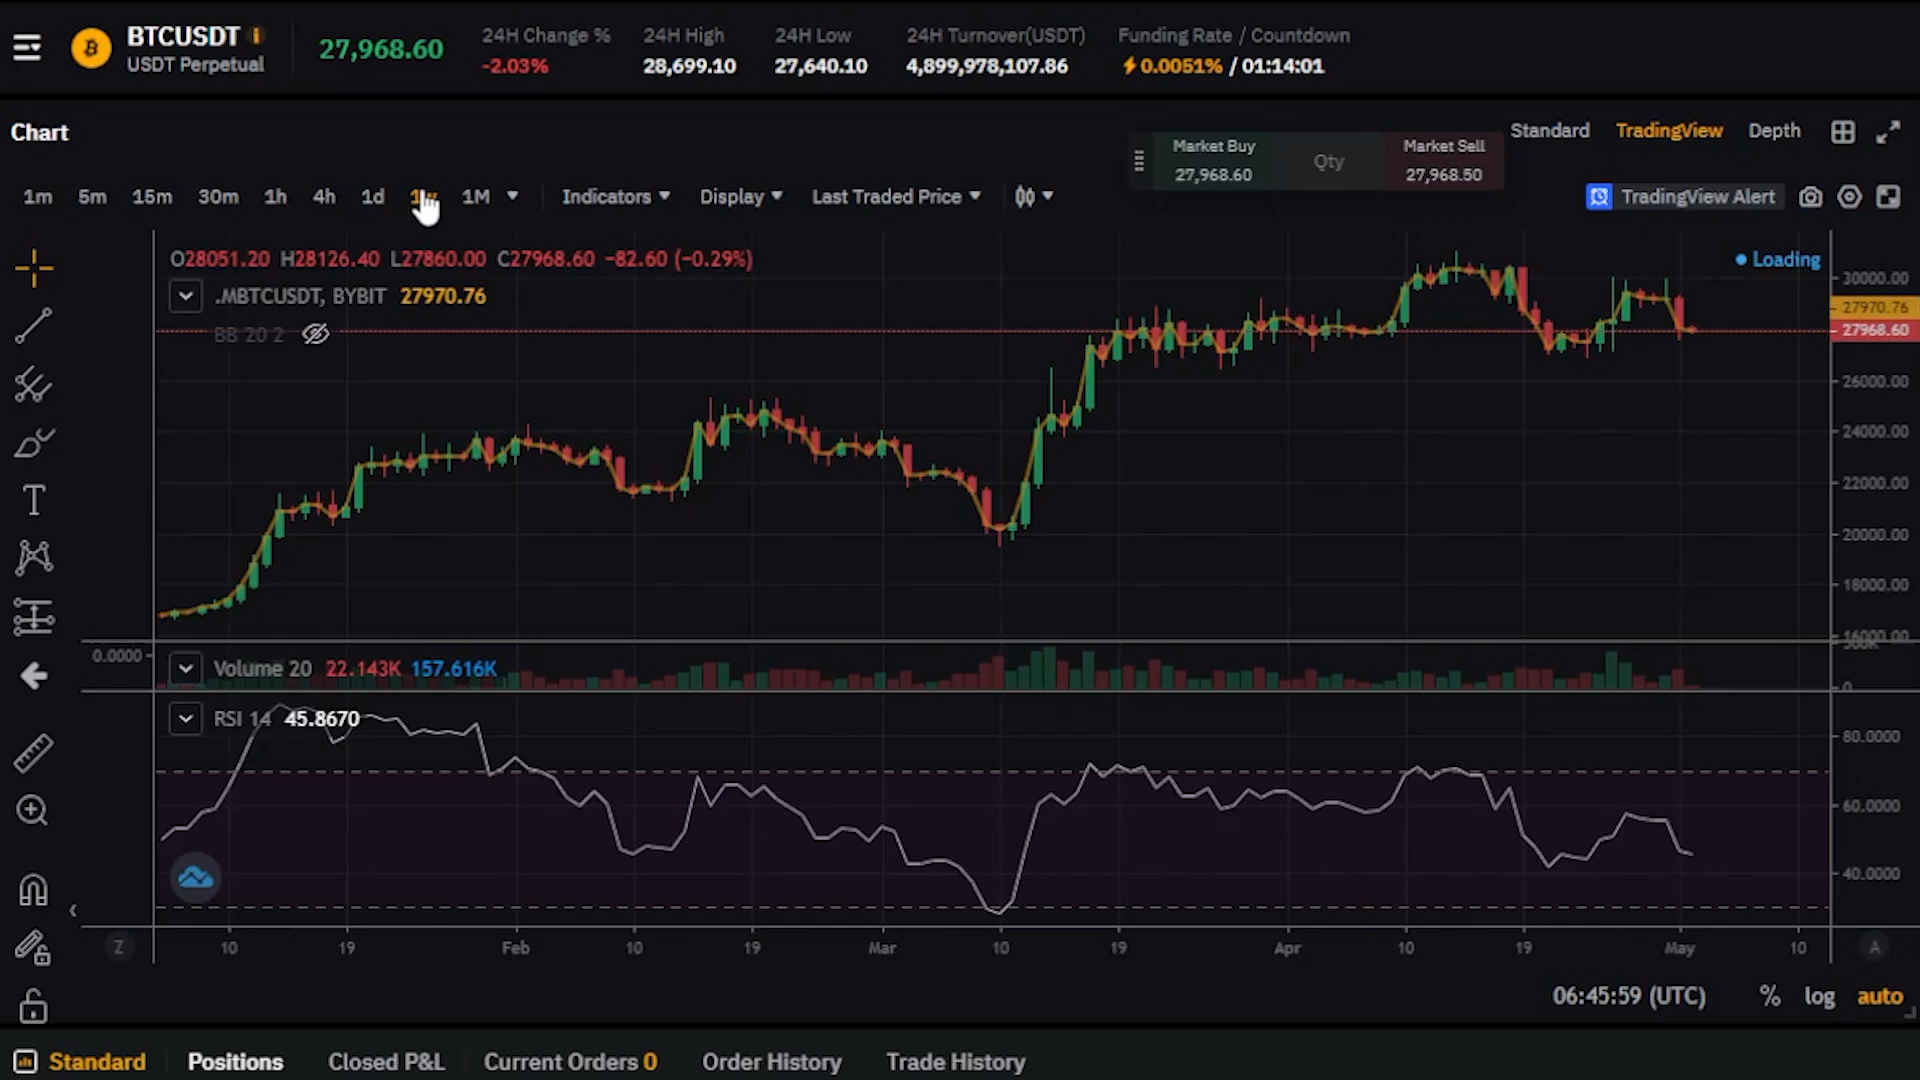 BTCUSDT
USDT Perpetual
27,968.60
24H Change %
-2.03%
24H High
28,699.10
24H Low
27,640.10
24H Turnover(USDT)
4,899,978,107.86
Funding Rate / Countdown
0.0051% / 01:14:01
Chart
Market Buy
27,968.60
Qty
Market Sell
27,968.50
Standard TradingView Depth
1m 5m 15m 30m 1h 4h 1d 1M Indicators Display Last Traded Price TradingView Alert
O28051.20 H28126.40 L27860.00 C27968.60 −82.60 (−0.29%)
Loading
.MBTCUSDT, BYBIT 27970.76
BB 20 2
30000.00
27970.76
27968.60
26000.00
24000.00
22000.00
20000.00
18000.00
16000.00
0.0000
Volume 20 22.143K 157.616K
0
RSI 14 45.8670
80.0000
60.0000
40.0000
Z 10 19 Feb 10 19 Mar 10 19 Apr 10 19 May 10 A
06:45:59 (UTC) % log auto
Standard Positions Closed P&L Current Orders 0 Order History Trade History